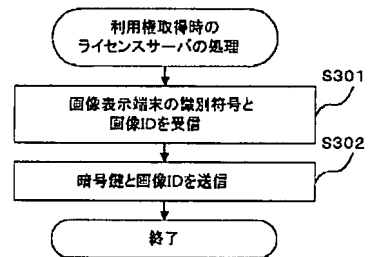 利用権取得時の
ライセンスサーバの処理
S301
画像表示端末の識別符号と
画像IDを受信
S302
暗号鍵と画像IDを送信
終了